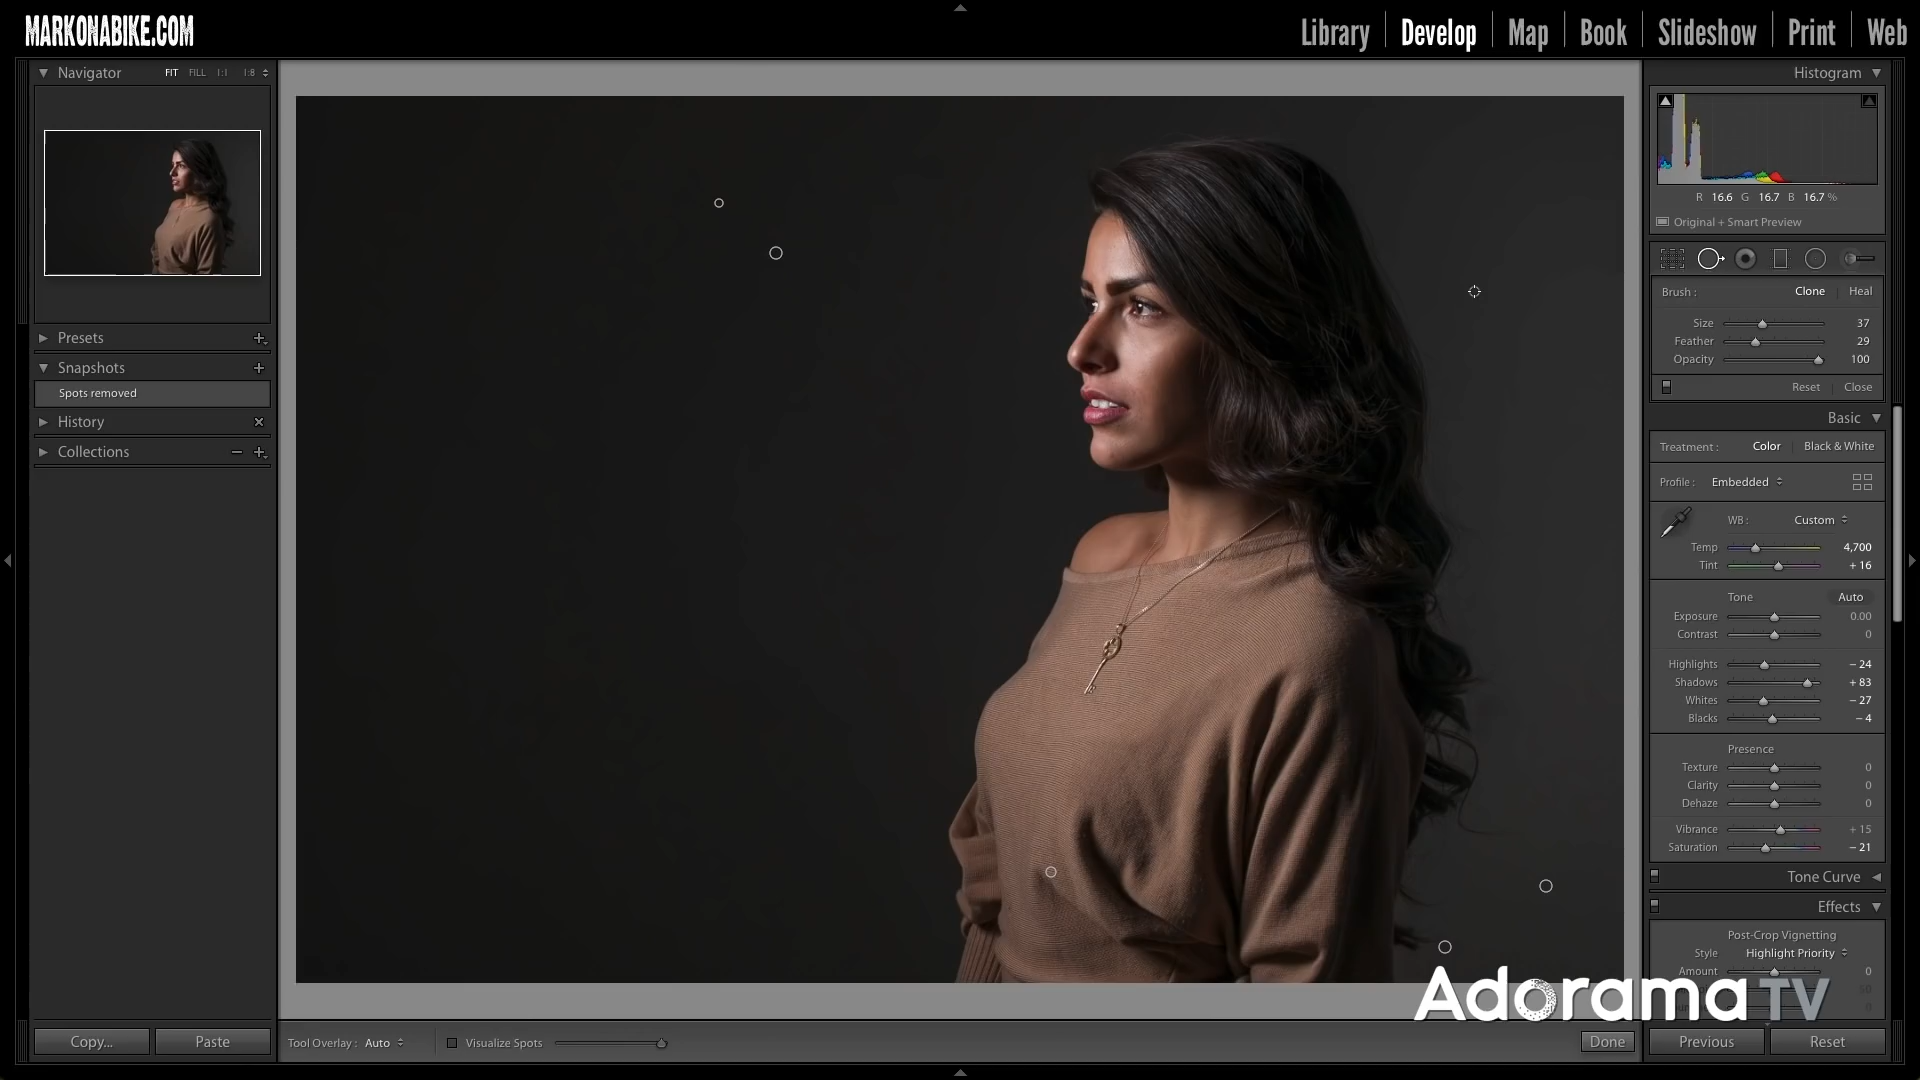 MARKONABIKE.COM
Library Develop Map Book Slideshow Print Web
Navigator FIT FILL 1:1 1:8
Histogram
R 16.6 G 16.7 B 16.7 %
Original + Smart Preview
Brush : Clone Heal
Size 37
Feather 29
Opacity 100
Reset Close
Presets
Snapshots
Spots removed
History
Collections
Basic
Treatment : Color Black & White
Profile : Embedded
WB : Custom
Temp 4,700
Tint + 16
Tone Auto
Exposure 0.00
Contrast 0
Highlights – 24
Shadows + 83
Whites – 27
Blacks – 4
Presence
Texture 0
Clarity 0
Dehaze 0
Vibrance + 15
Saturation – 21
Tone Curve
Effects
Post-Crop Vignetting
Style Highlight Priority
Amount 0
Adorama TV
Copy... Paste
Tool Overlay : Auto Visualize Spots
Done
Previous Reset